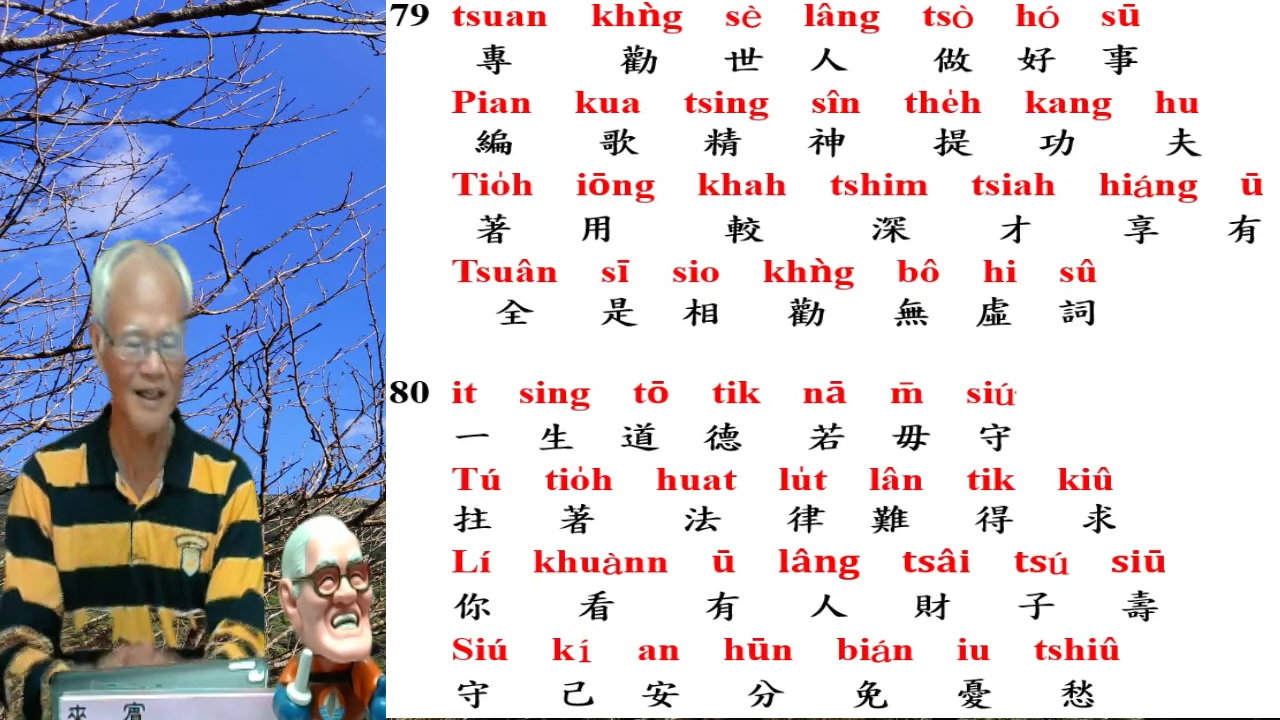 79 tsuan khǹg sè lâng tsò hó sū
專 勸 世 人 做 好 事
Pian kua tsing sîn the̍h kang hu
編 歌 精 神 提 功 夫
Tio̍h iōng khah tshim tsiah hiáng ū
著 用 較 深 才 享 有
Tsuân sī sio khǹg bô hi sû
全 是 相 勸 無 虛 詞
80 it sing tō tik nā m̄ siú
一 生 道 德 若 毋 守
Tú tio̍h huat lu̍t lân tik kiû
拄 著 法 律 難 得 求
Lí khuànn ū lâng tsâi tsú siū
你 看 有 人 財 子 壽
Siú kí an hūn bián iu tshiû
守 己 安 分 免 憂 愁
來 賓